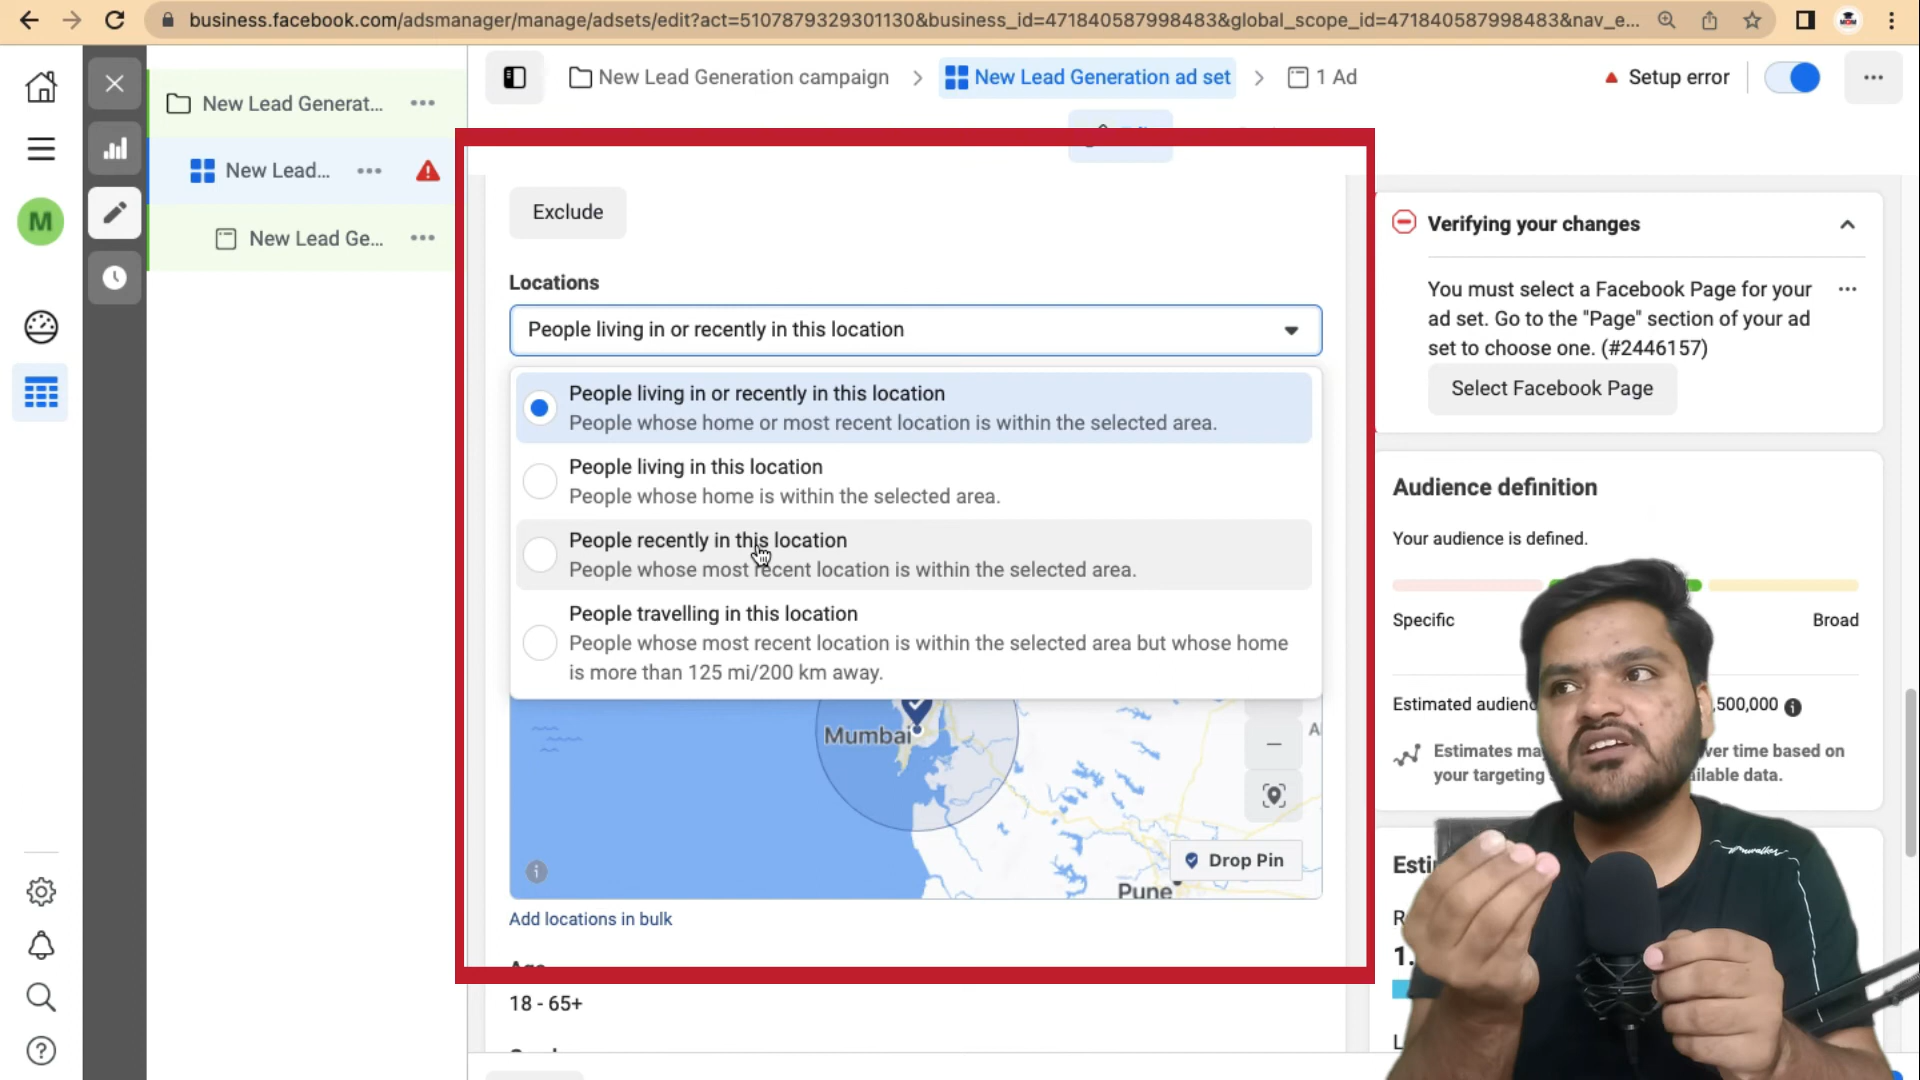 business.facebook.com/adsmanager/manage/adsets/edit?act=5107879329301130&business_id=471840587998483&global_scope_id=471840587998483&nav_e...
New Lead Generation campaign
New Lead Generation ad set
1 Ad
Setup error
New Lead Generat...
New Lead...
New Lead Ge...
M
Exclude
Locations
People living in or recently in this location
People living in or recently in this location
People whose home or most recent location is within the selected area.
People living in this location
People whose home is within the selected area.
People recently in this location
People whose most recent location is within the selected area.
People travelling in this location
People whose most recent location is within the selected area but whose home
is more than 125 mi/200 km away.
Mumbai
Drop Pin
Pune
Add locations in bulk
18 - 65+
Verifying your changes
You must select a Facebook Page for your
ad set. Go to the "Page" section of your ad
set to choose one. (#2446157)
Select Facebook Page
Audience definition
Your audience is defined.
Specific
Broad
Estimated audien
,500,000
Estimates ma
ver time based on
your targeting
ailable data.
Esti
1.